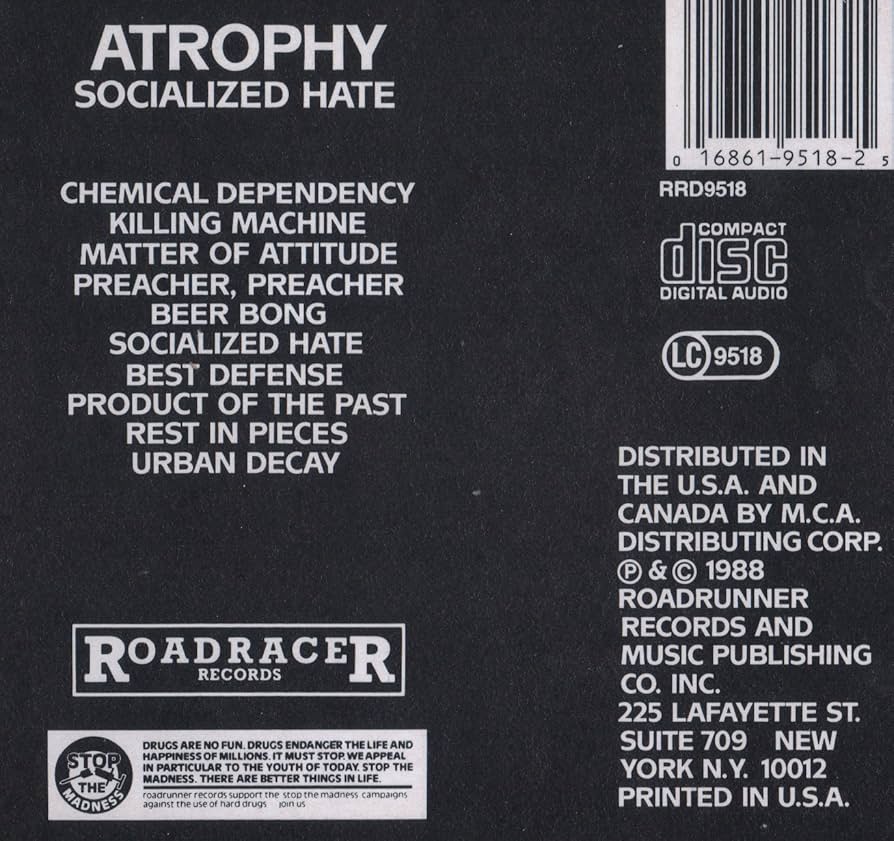 ATROPHY
SOCIALIZED HATE
CHEMICAL DEPENDENCY
KILLING MACHINE
MATTER OF ATTITUDE
PREACHER, PREACHER
BEER BONG
SOCIALIZED HATE
BEST DEFENSE
PRODUCT OF THE PAST
REST IN PIECES
URBAN DECAY
ROADRACER
RECORDS
STOP
THE
MADNESS
DRUGS ARE NO FUN. DRUGS ENDANGER THE LIFE AND
HAPPINESS OF MILLIONS. IT MUST STOP WE APPEAL
IN PARTICULAR TO THE YOUTH OF TODAY. STOP THE
MADNESS. THERE ARE BETTER THINGS IN LIFE.
roadrunner records support the stop the madness campaigns
against the use of hard drugs join us
0 16861-9518-2 5
RRD9518
COMPACT
disc
DIGITAL AUDIO
LC 9518
DISTRIBUTED IN
THE U.S.A. AND
CANADA BY M.C.A.
DISTRIBUTING CORP.
Ⓟ & © 1988
ROADRUNNER
RECORDS AND
MUSIC PUBLISHING
CO. INC.
225 LAFAYETTE ST.
SUITE 709 NEW
YORK N.Y. 10012
PRINTED IN U.S.A.